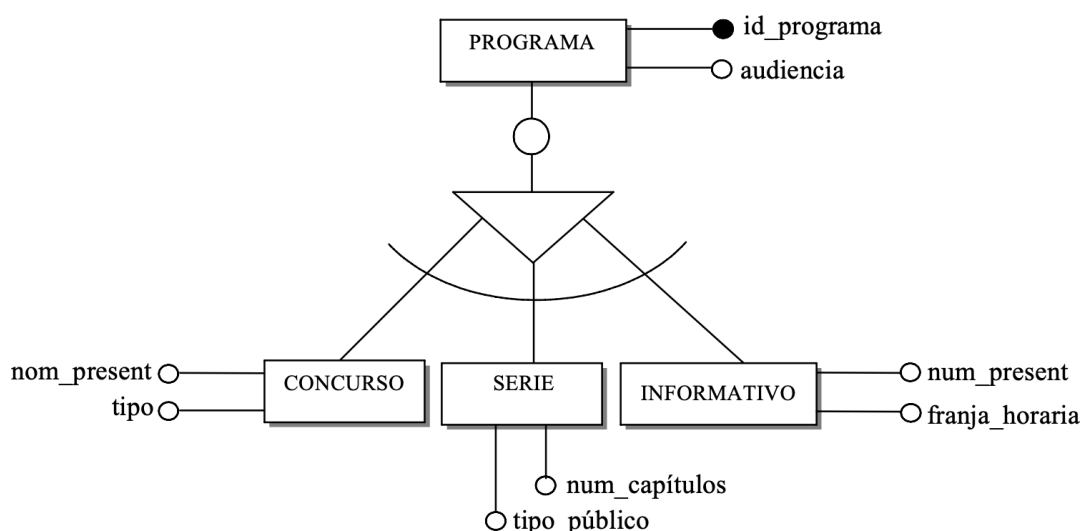 PROGRAMA
id_programa
audiencia
nom_present
tipo
CONCURSO
SERIE
INFORMATIVO
num_present
franja_horaria
num_capítulos
tipo_público